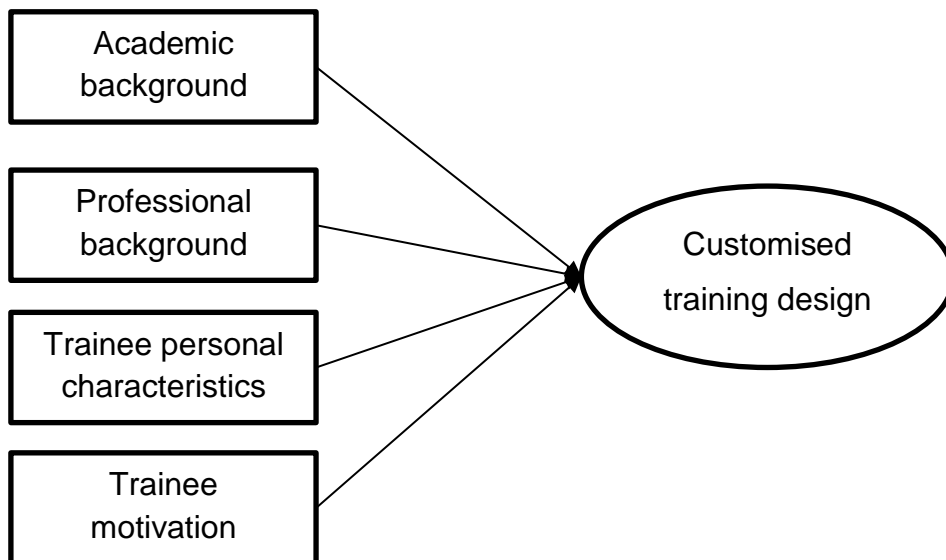 Academic
background
Professional
background
Trainee personal
characteristics
Trainee
motivation
Customised
training design